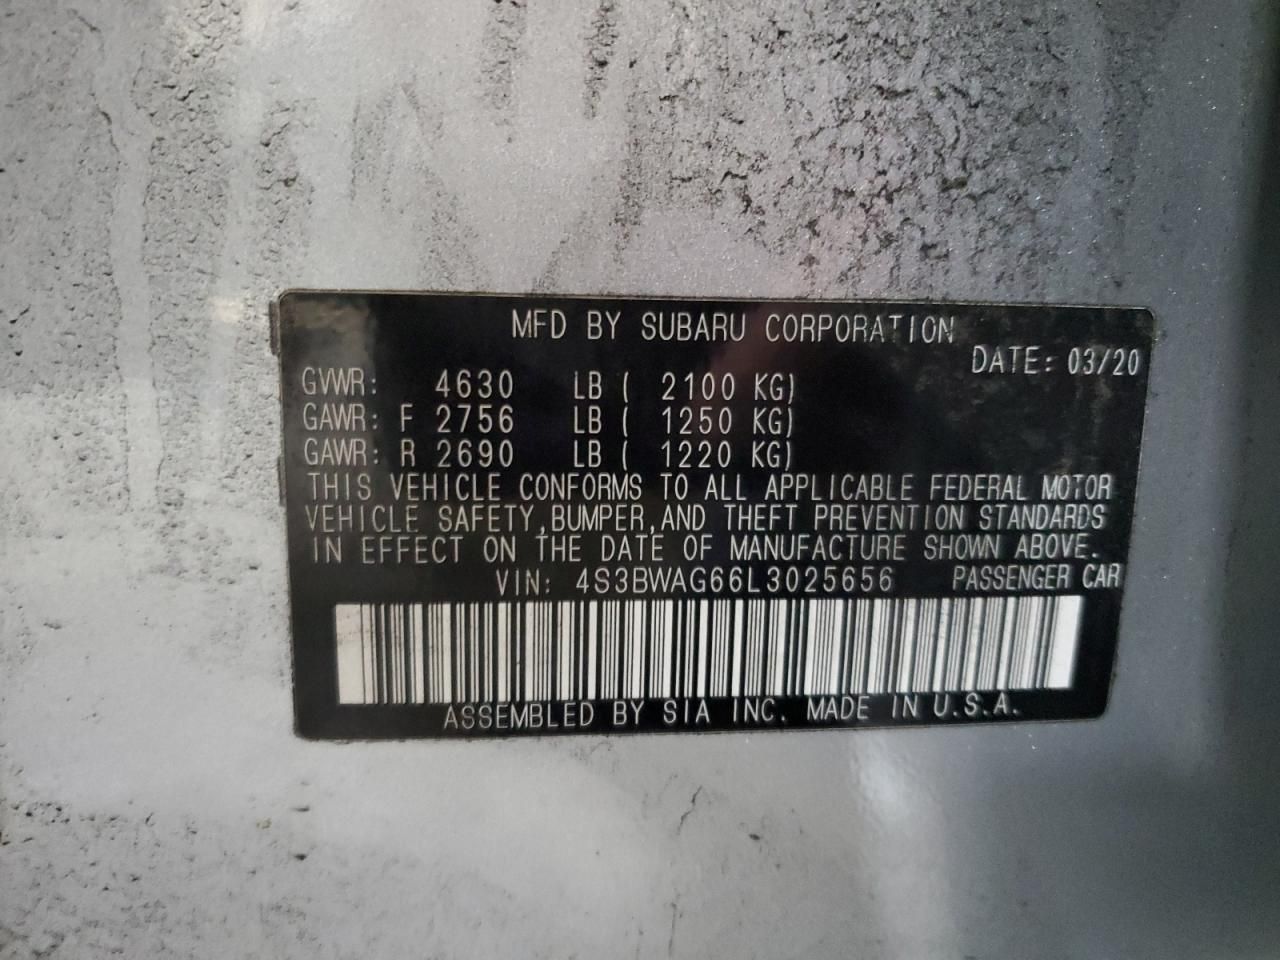 MFD BY SUBARU CORPORATION
DATE: 03/20
GVWR: 4630 LB ( 2100 KG)
GAWR: F 2756 LB ( 1250 KG)
GAWR: R 2690 LB ( 1220 KG)
THIS VEHICLE CONFORMS TO ALL APPLICABLE FEDERAL MOTOR
VEHICLE SAFETY, BUMPER, AND THEFT PREVENTION STANDARDS
IN EFFECT ON THE DATE OF MANUFACTURE SHOWN ABOVE.
VIN: 4S3BWAG66L3025656 PASSENGER CAR
ASSEMBLED BY SIA INC. MADE IN U.S.A.